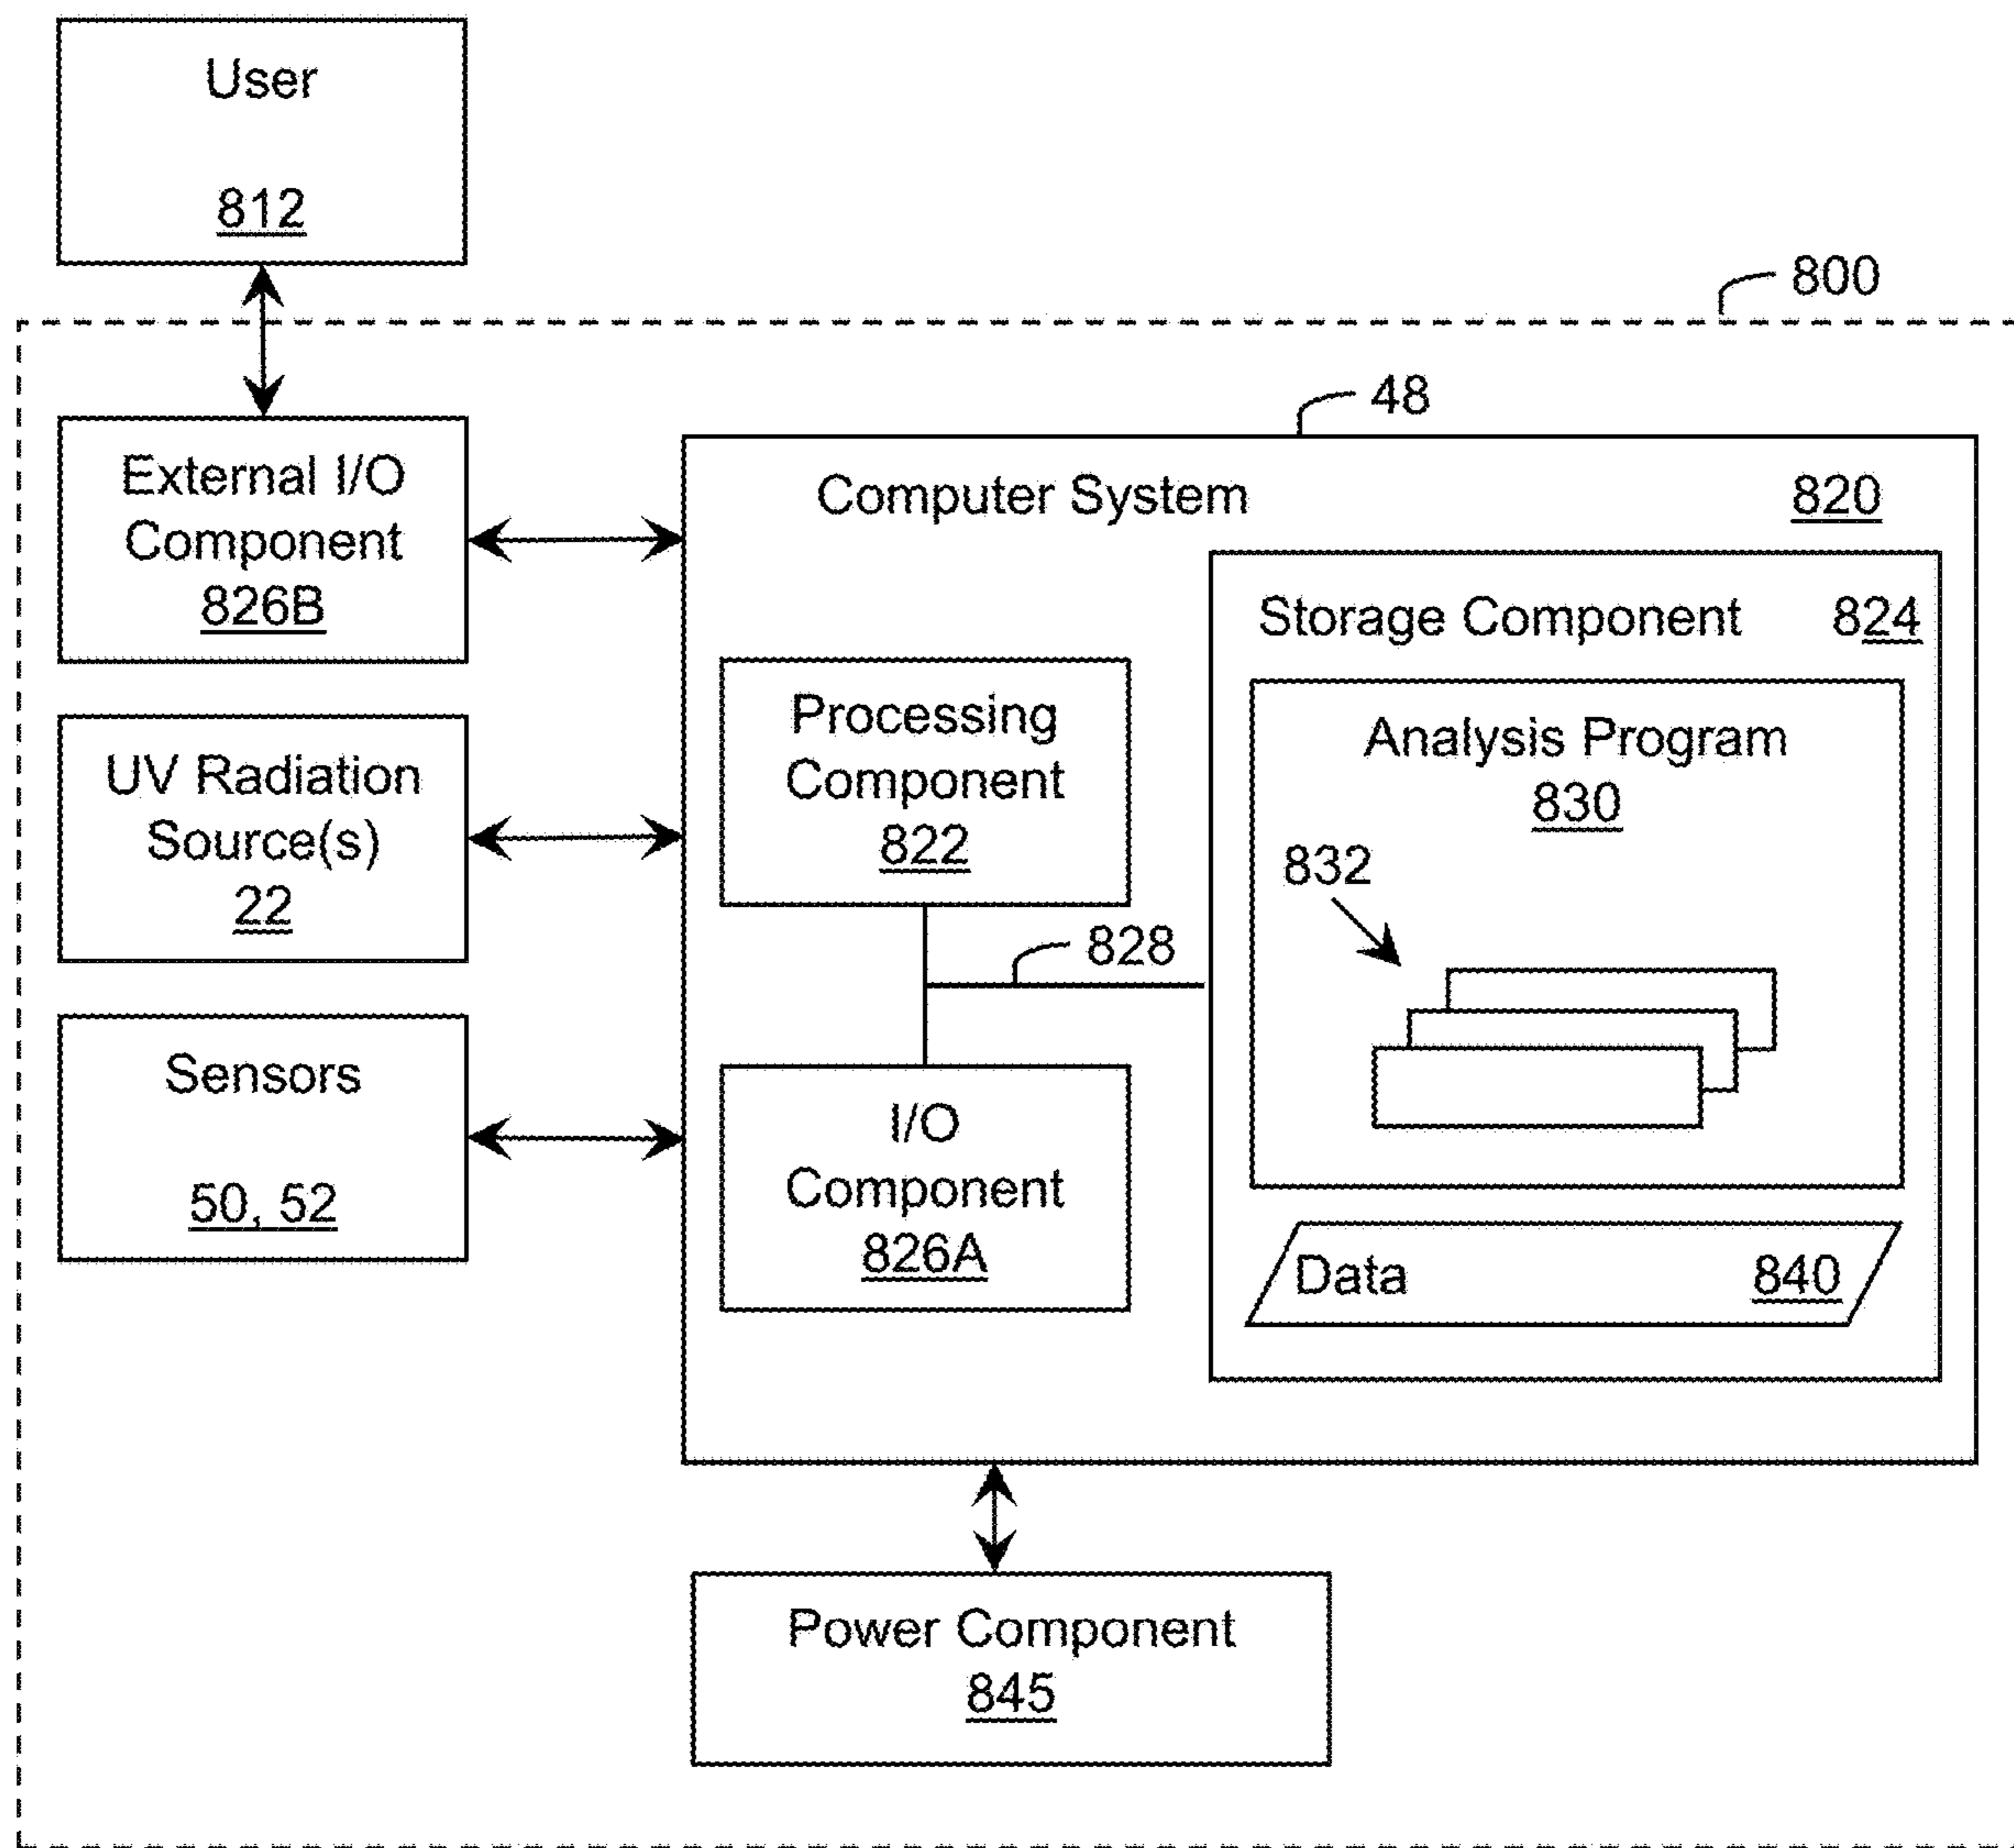 User
812
800
48
External I/O
Component
826B
Computer System 820
Storage Component 824
Processing
Component
822
Analysis Program
830
UV Radiation
Source(s)
22
832
828
Sensors
50, 52
I/O
Component
826A
Data 840
Power Component
845